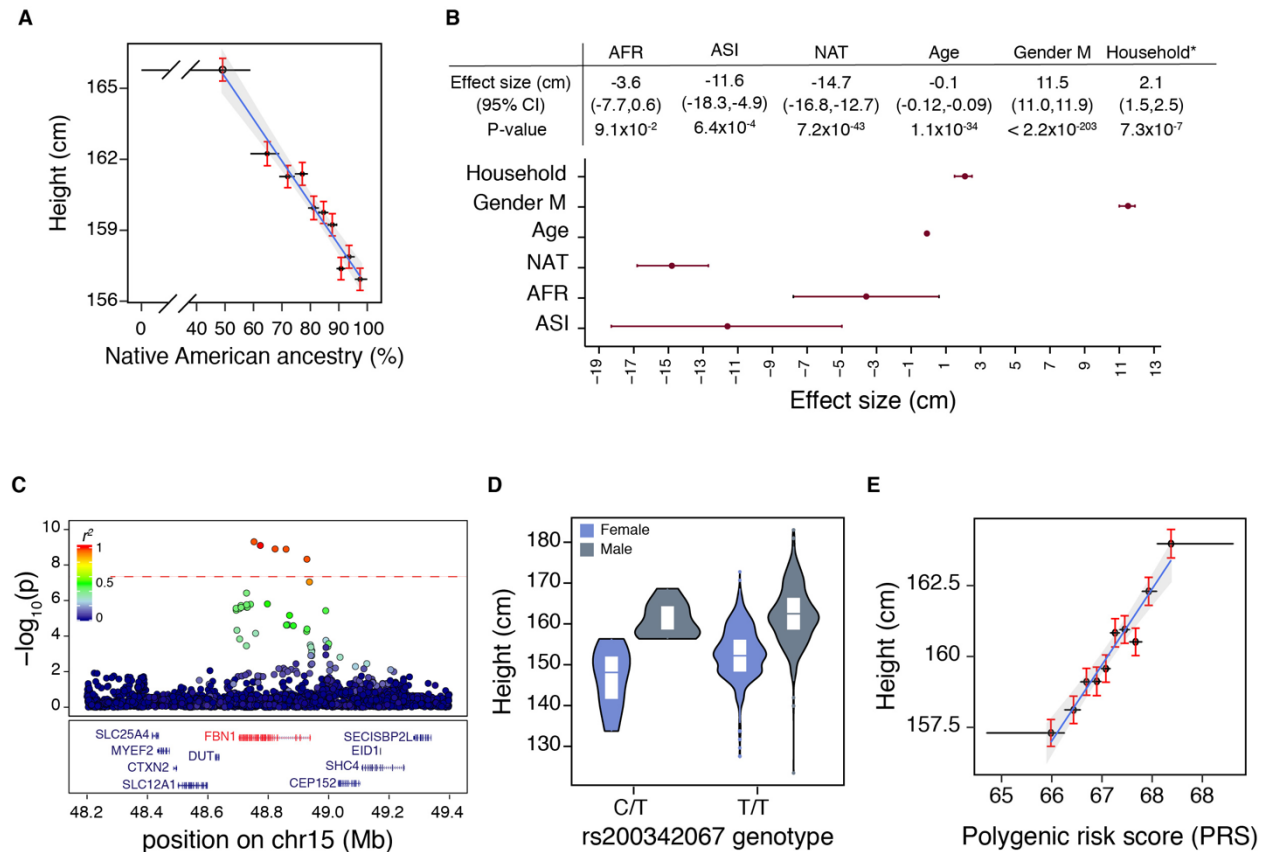 A
Height (cm)
165
162
159
156
0 40 50 60 70 80 90 100
Native American ancestry (%)
B
AFR ASI NAT Age Gender M Household*
Effect size (cm) -3.6 -11.6 -14.7 -0.1 11.5 2.1
(95% CI) (-7.7,0.6) (-18.3,-4.9) (-16.8,-12.7) (-0.12,-0.09) (11.0,11.9) (1.5,2.5)
P-value 9.1x10⁻² 6.4x10⁻⁴ 7.2x10⁻⁴³ 1.1x10⁻³⁴ < 2.2x10⁻²⁰³ 7.3x10⁻⁷
Household
Gender M
Age
NAT
AFR
ASI
−19 −17 −15 −13 −11 −9 −7 −5 −3 −1 1 3 5 7 9 11 13
Effect size (cm)
C
−log₁₀(p)
10
8
6
4
2
0
r²
1
0.5
0
SLC25A4 FBN1 SECISBP2L
MYEF2 DUT EID1
CTXN2 SHC4
SLC12A1 CEP152
48.2 48.4 48.6 48.8 49.0 49.2 49.4
position on chr15 (Mb)
D
Height (cm)
180
170
160
150
140
130
Female
Male
C/T T/T
rs200342067 genotype
E
Height (cm)
162.5
160
157.5
65 66 67 68 68
Polygenic risk score (PRS)